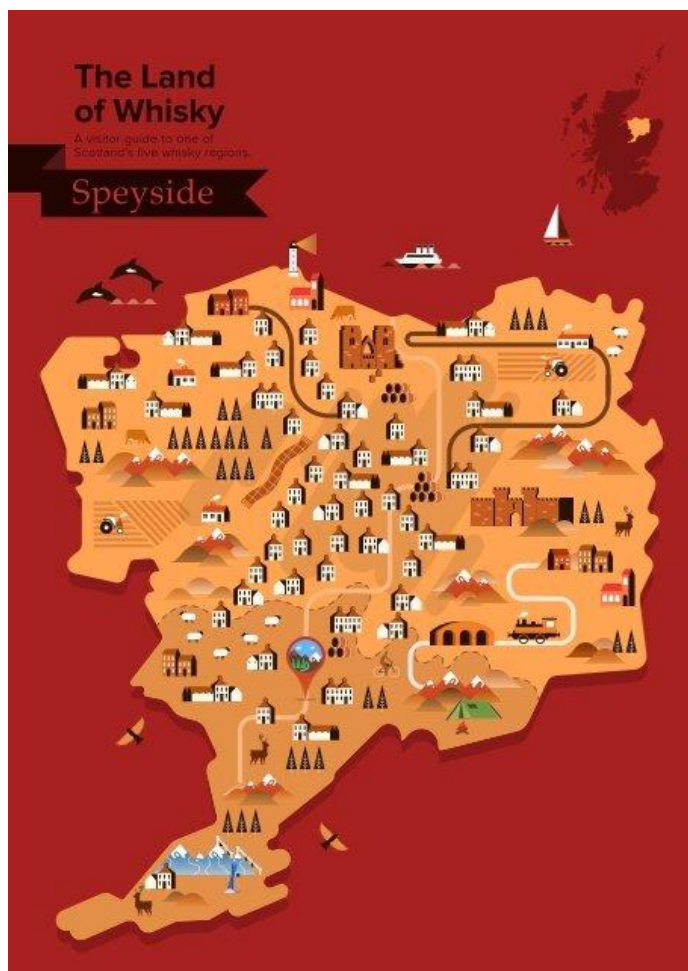 The Land
of Whisky
A visitor guide to one of
Scotland's five whisky regions.
Speyside